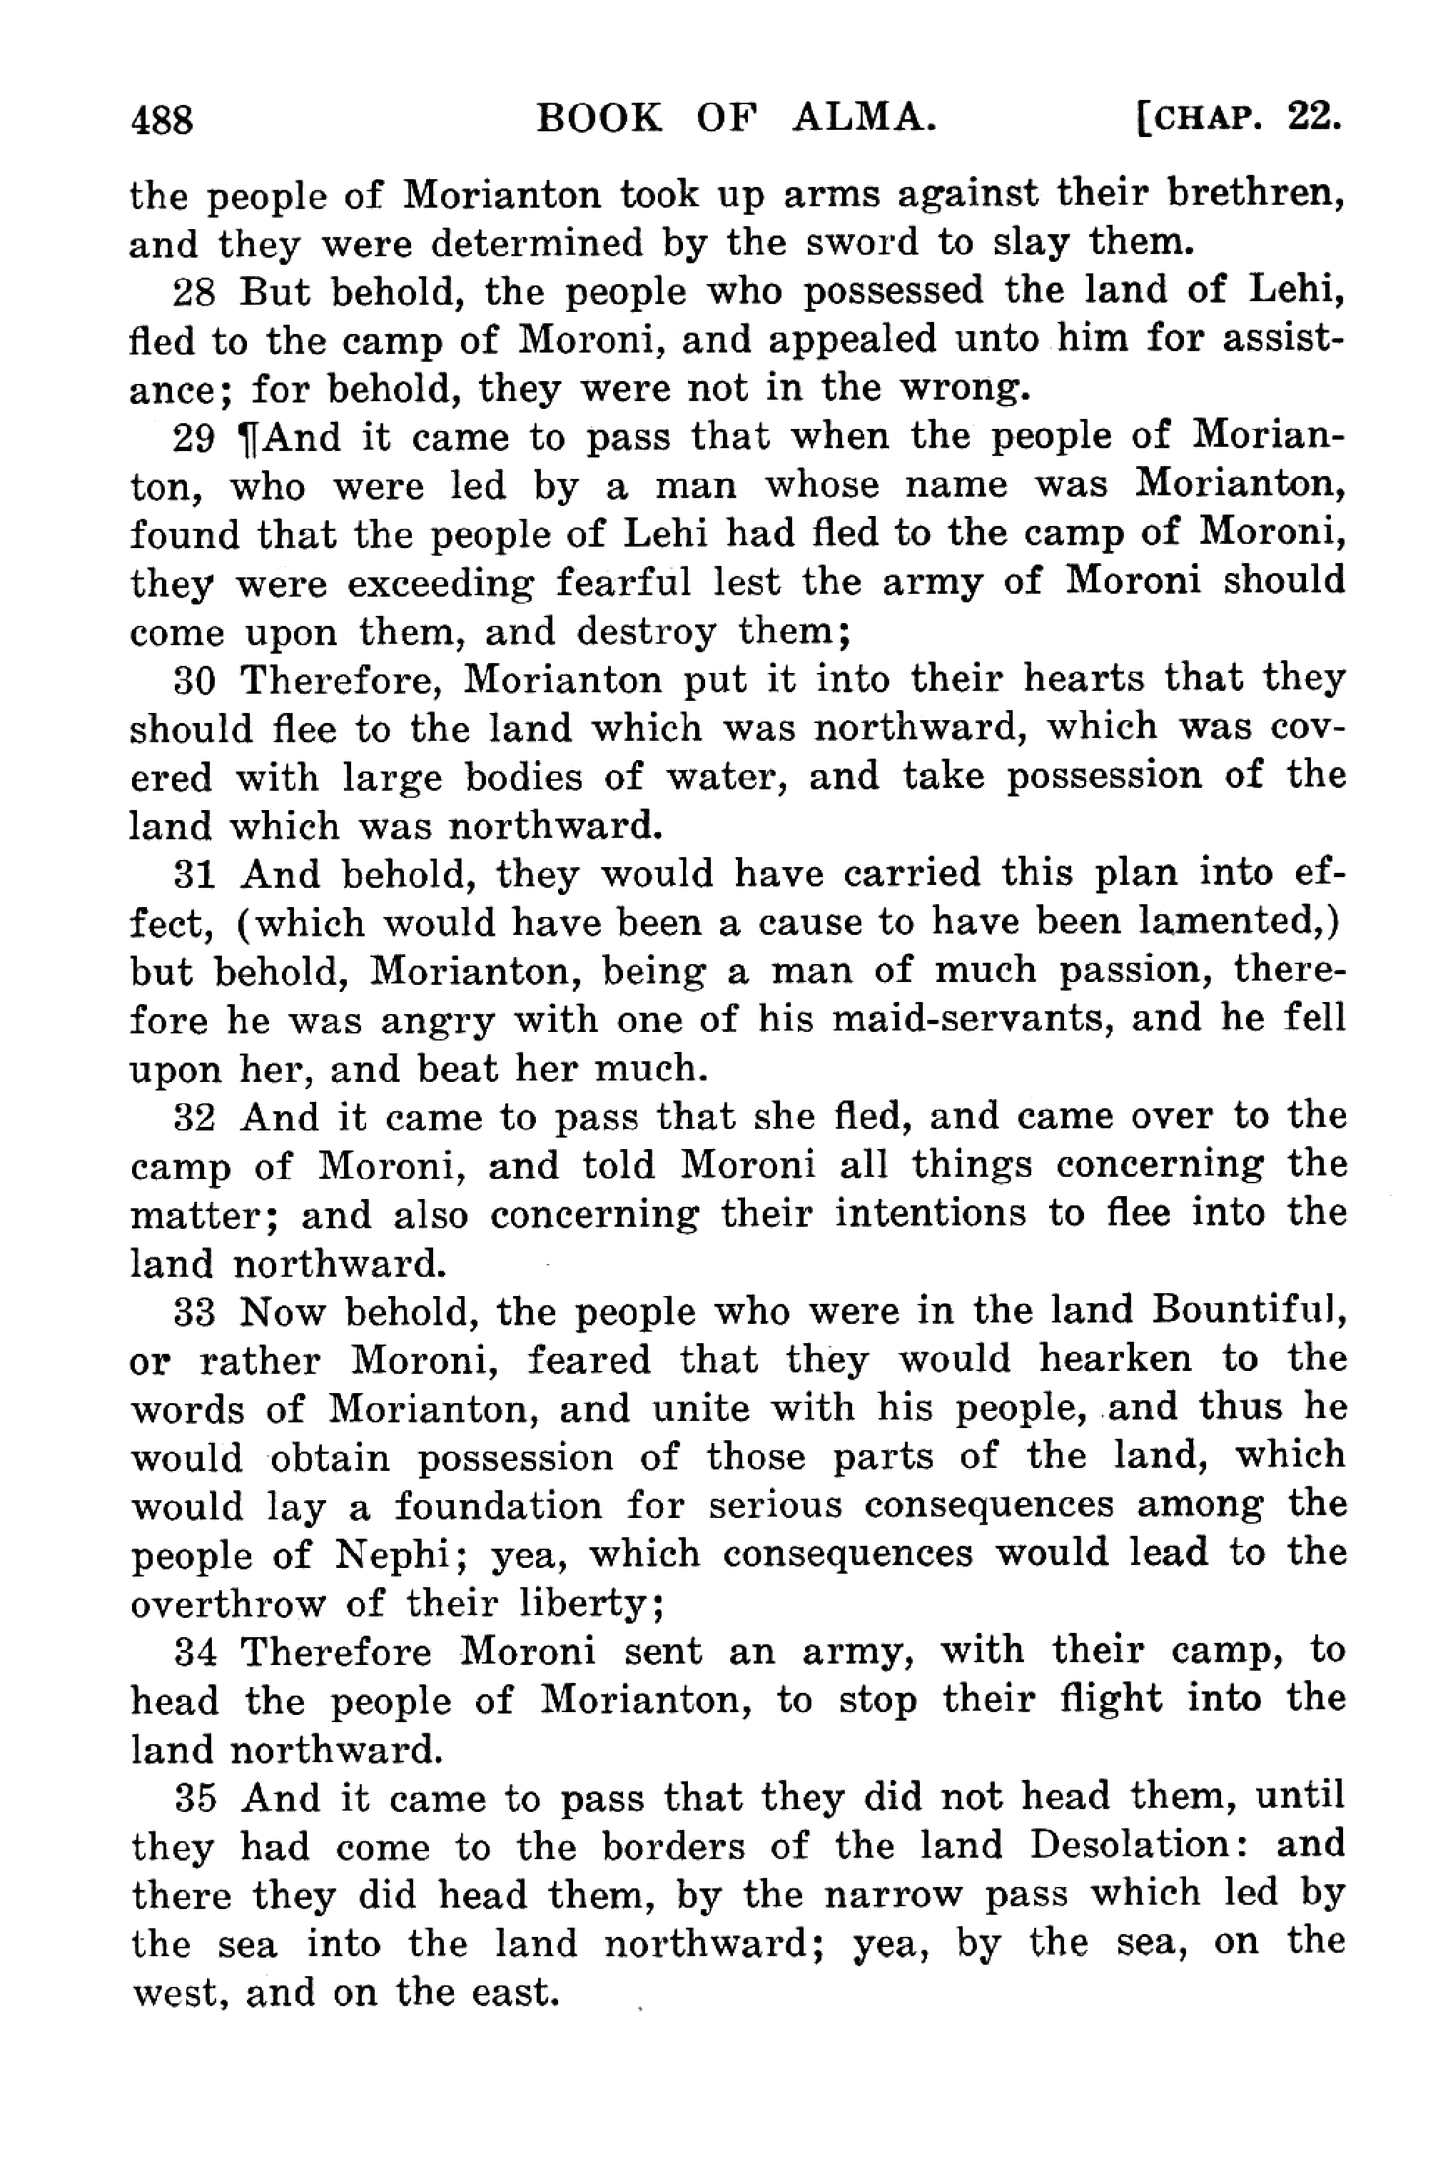 488 BOOK OF ALMA. [CHAP. 22.
the people of Morianton took up arms against their brethren,
and they were determined by the sword to slay them.
28 But behold, the people who possessed the land of Lehi,
fled to the camp of Moroni, and appealed unto him for assist-
ance; for behold, they were not in the wrong.
29 ¶And it came to pass that when the people of Morian-
ton, who were led by a man whose name was Morianton,
found that the people of Lehi had fled to the camp of Moroni,
they were exceeding fearful lest the army of Moroni should
come upon them, and destroy them;
30 Therefore, Morianton put it into their hearts that they
should flee to the land which was northward, which was cov-
ered with large bodies of water, and take possession of the
land which was northward.
31 And behold, they would have carried this plan into ef-
fect, (which would have been a cause to have been lamented,)
but behold, Morianton, being a man of much passion, there-
fore he was angry with one of his maid-servants, and he fell
upon her, and beat her much.
32 And it came to pass that she fled, and came over to the
camp of Moroni, and told Moroni all things concerning the
matter; and also concerning their intentions to flee into the
land northward.
33 Now behold, the people who were in the land Bountiful,
or rather Moroni, feared that they would hearken to the
words of Morianton, and unite with his people, and thus he
would obtain possession of those parts of the land, which
would lay a foundation for serious consequences among the
people of Nephi; yea, which consequences would lead to the
overthrow of their liberty;
34 Therefore Moroni sent an army, with their camp, to
head the people of Morianton, to stop their flight into the
land northward.
35 And it came to pass that they did not head them, until
they had come to the borders of the land Desolation: and
there they did head them, by the narrow pass which led by
the sea into the land northward; yea, by the sea, on the
west, and on the east.